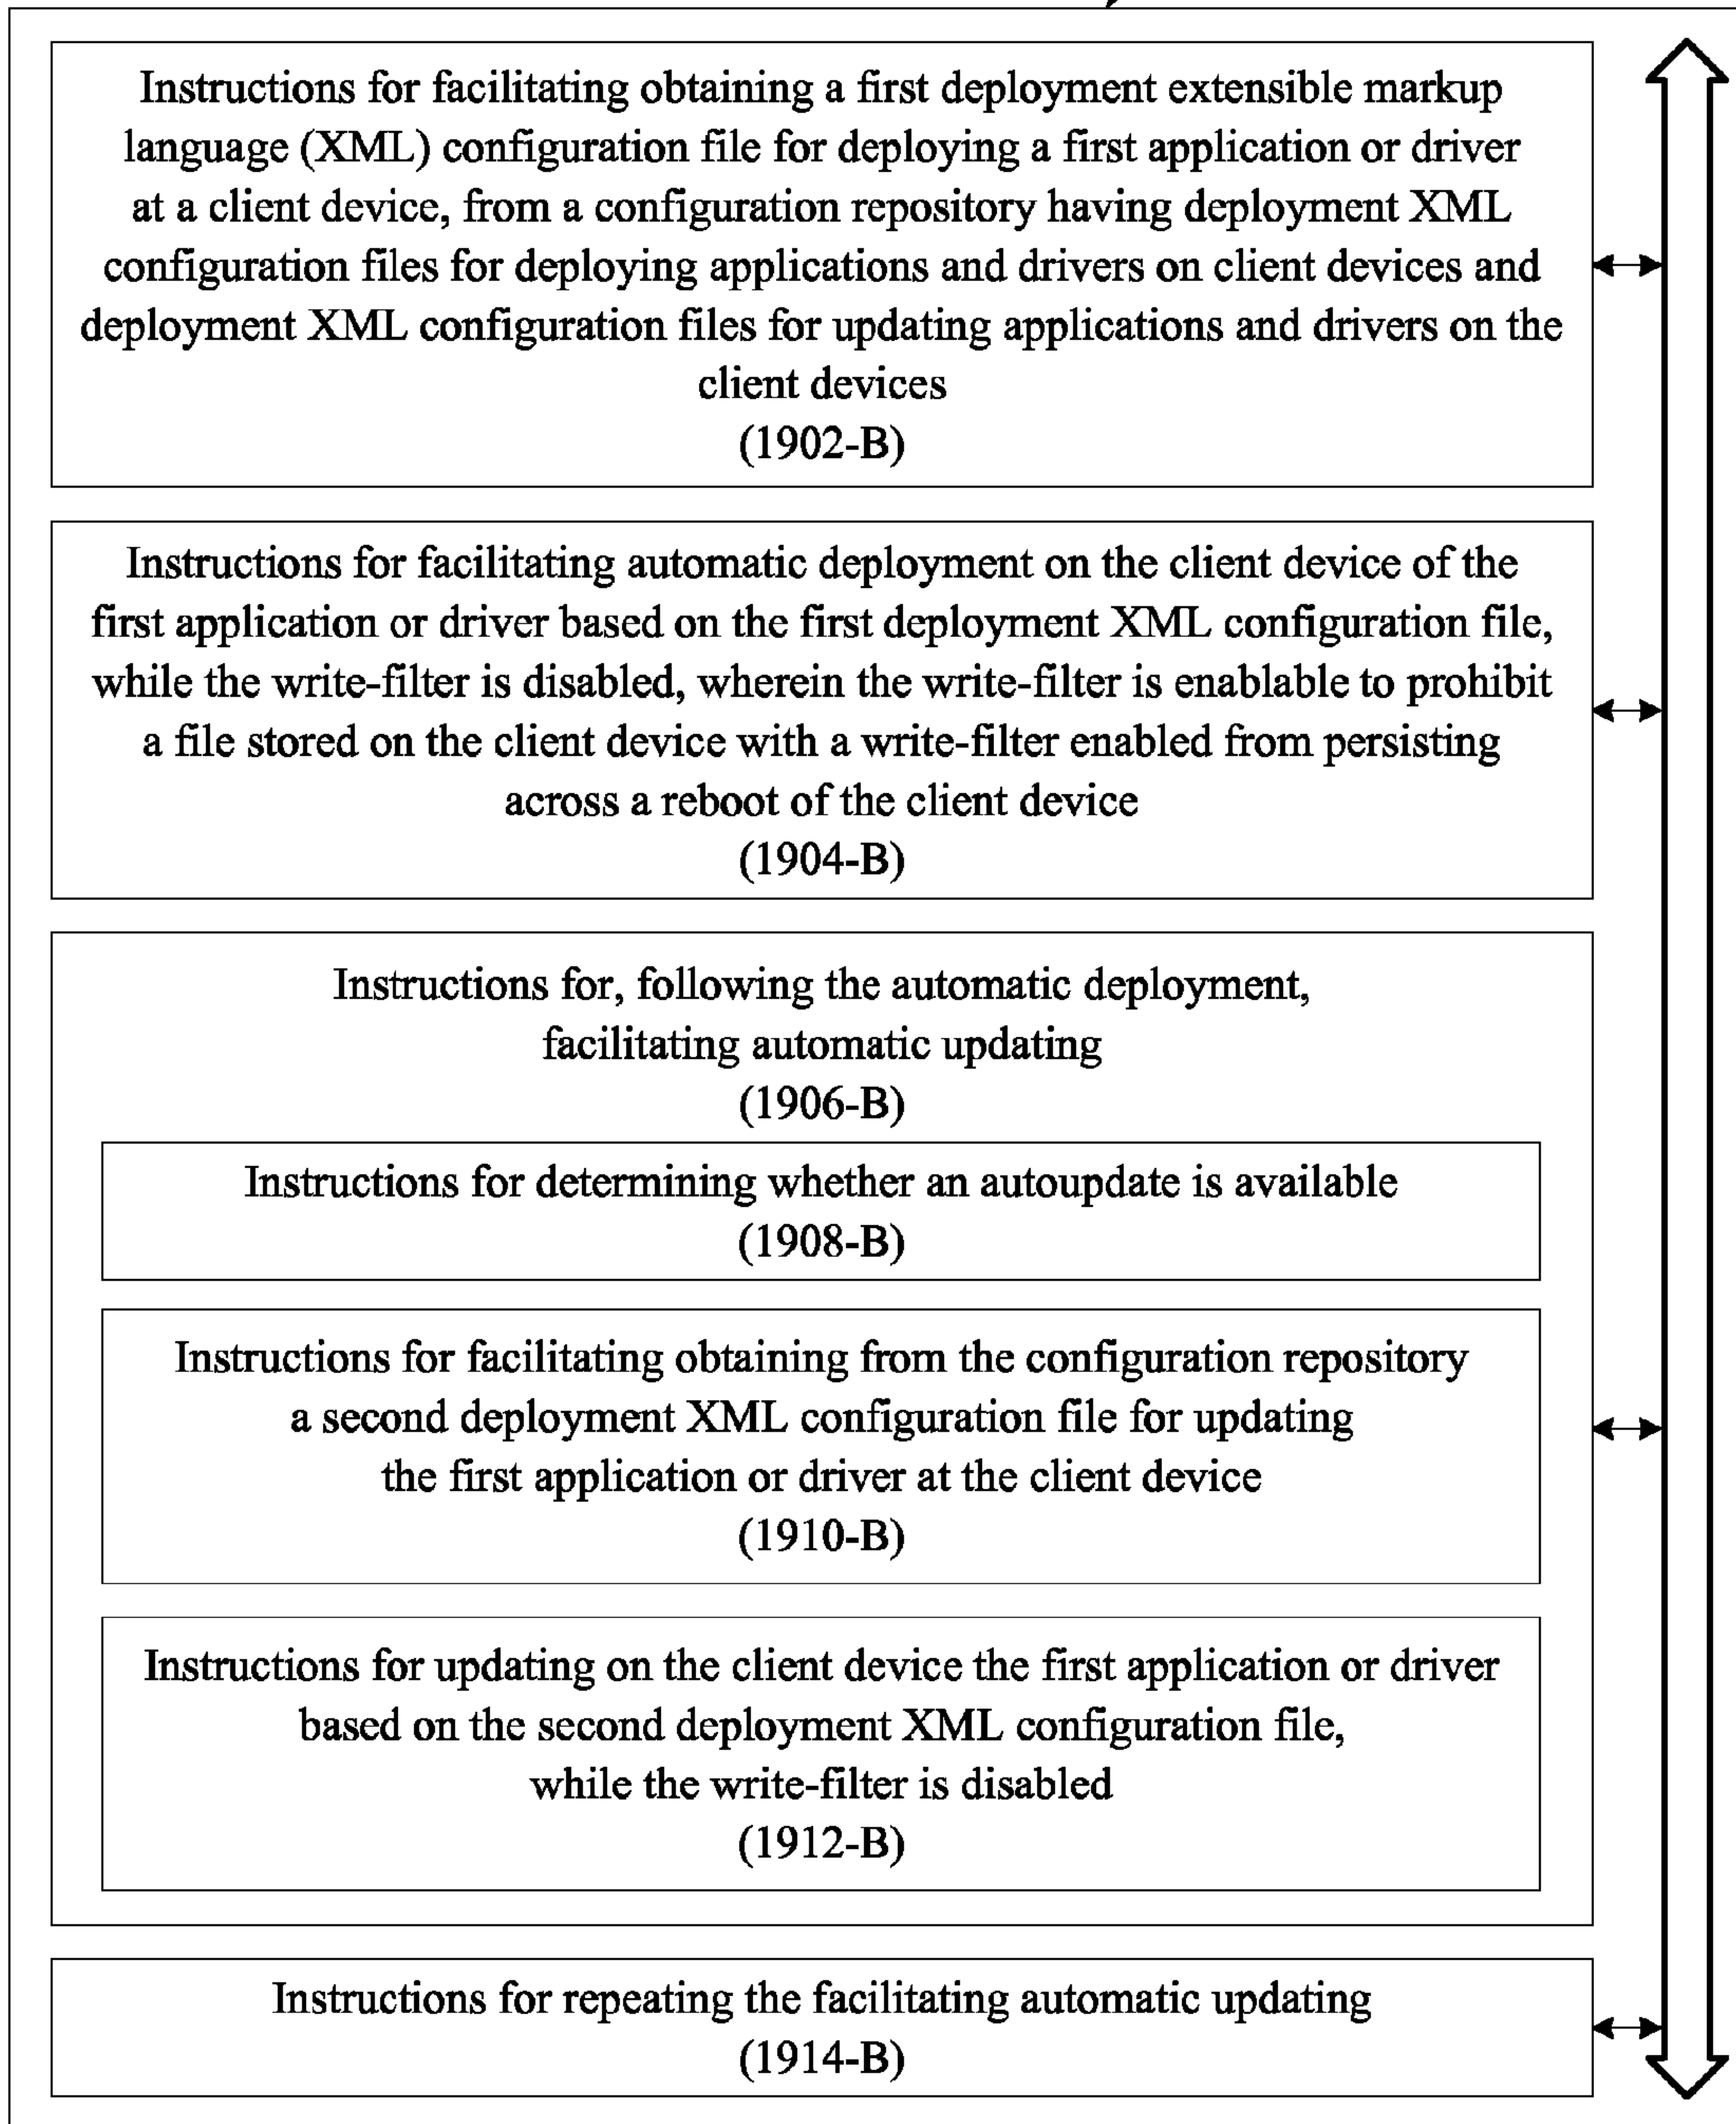 Instructions for facilitating obtaining a first deployment extensible markup
language (XML) configuration file for deploying a first application or driver
at a client device, from a configuration repository having deployment XML
configuration files for deploying applications and drivers on client devices and
deployment XML configuration files for updating applications and drivers on the
client devices
(1902-B)
Instructions for facilitating automatic deployment on the client device of the
first application or driver based on the first deployment XML configuration file,
while the write-filter is disabled, wherein the write-filter is enablable to prohibit
a file stored on the client device with a write-filter enabled from persisting
across a reboot of the client device
(1904-B)
Instructions for, following the automatic deployment,
facilitating automatic updating
(1906-B)
Instructions for determining whether an autoupdate is available
(1908-B)
Instructions for facilitating obtaining from the configuration repository
a second deployment XML configuration file for updating
the first application or driver at the client device
(1910-B)
Instructions for updating on the client device the first application or driver
based on the second deployment XML configuration file,
while the write-filter is disabled
(1912-B)
Instructions for repeating the facilitating automatic updating
(1914-B)